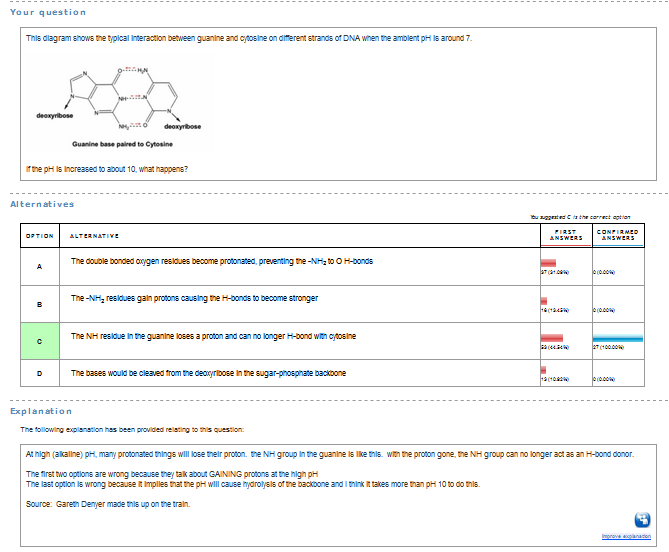 Your question
This diagram shows the typical interaction between guanine and cytosine on different strands of DNA when the ambient pH is around 7.
N
O
H2N
N
NH
N
N
N
N
NH2
O
deoxyribose
deoxyribose
Guanine base paired to Cytosine
If the pH is increased to about 10, what happens?
Alternatives
You suggested C is the correct option
OPTION ALTERNATIVE FIRST ANSWERS CONFIRMED ANSWERS
A The double bonded oxygen residues become protonated, preventing the -NH2 to O H-bonds 37 (31.09%) 0 (0.00%)
B The -NH2 residues gain protons causing the H-bonds to become stronger 16 (13.45%) 0 (0.00%)
C The NH residue in the guanine loses a proton and can no longer H-bond with cytosine 53 (44.54%) 27 (100.00%)
D The bases would be cleaved from the deoxyribose in the sugar-phosphate backbone 13 (10.92%) 0 (0.00%)
Explanation
The following explanation has been provided relating to this question:
At high (alkaline) pH, many protonated things will lose their proton. the NH group in the guanine is like this. with the proton gone, the NH group can no longer act as an H-bond donor.
The first two options are wrong because they talk about GAINING protons at the high pH
The last option is wrong because it implies that the pH will cause hydrolysis of the backbone and I think it takes more than pH 10 to do this.
Source: Gareth Denyer made this up on the train.
Improve explanation